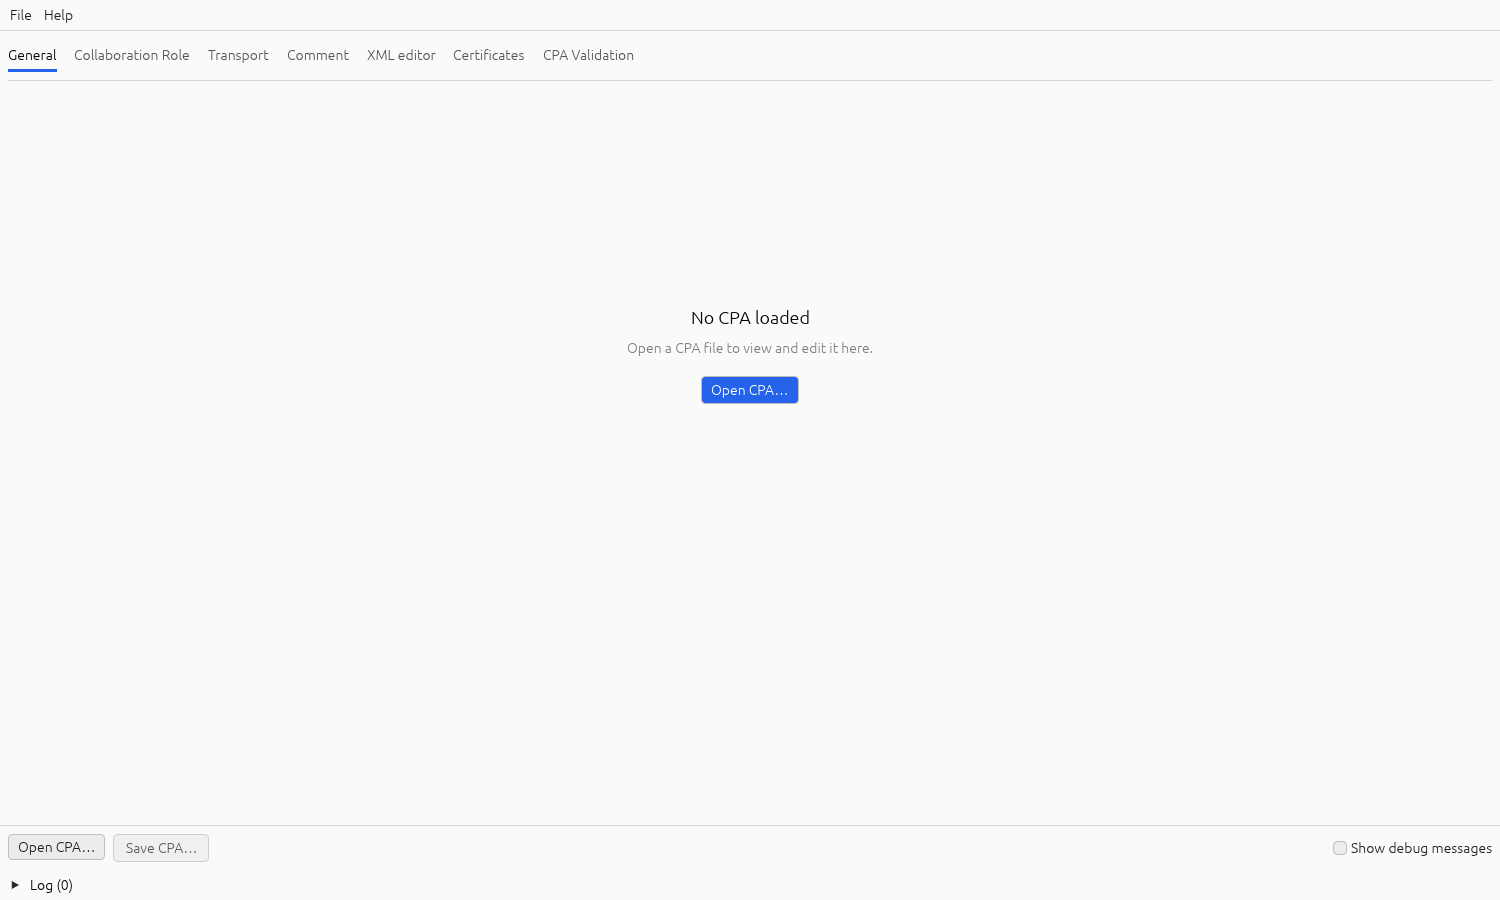 File Help
General Collaboration Role Transport Comment XML editor Certificates CPA Validation
No CPA loaded
Open a CPA file to view and edit it here.
Open CPA...
Open CPA... Save CPA... Show debug messages
Log (0)